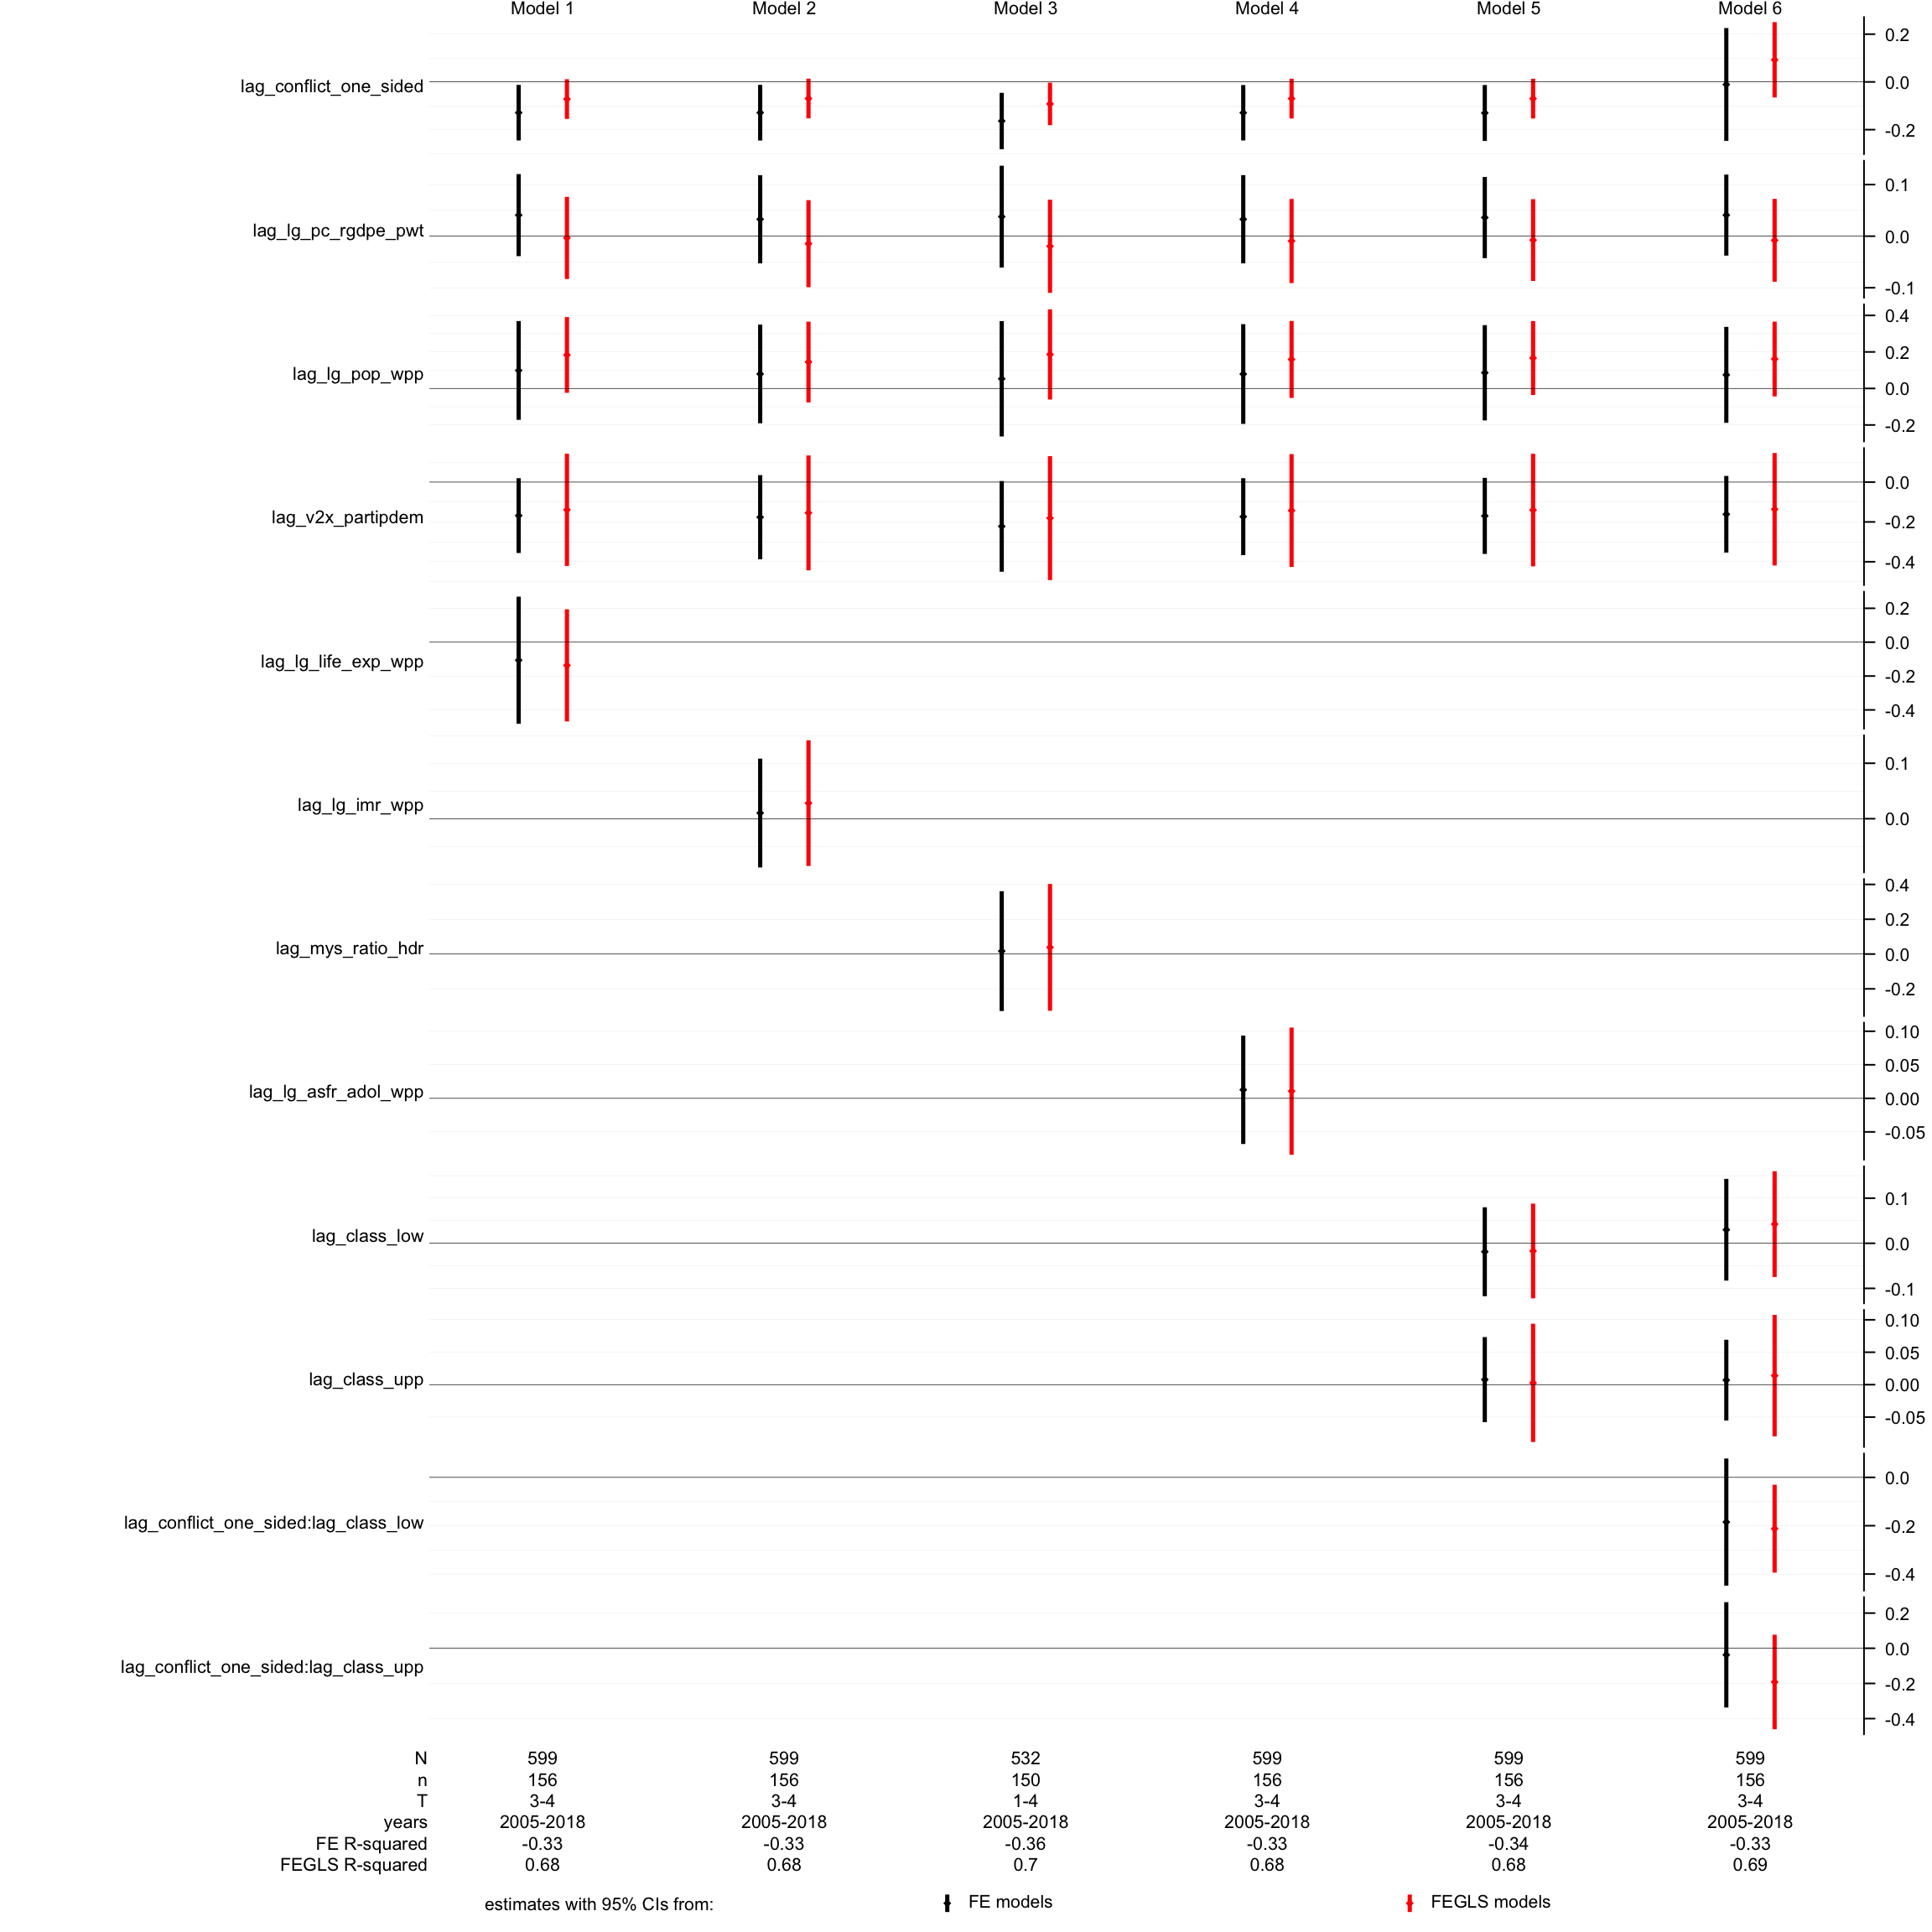 Model 1 Model 2 Model 3 Model 4 Model 5 Model 6
lag_conflict_one_sided
0.2
0.0
-0.2
lag_lg_pc_rgdpe_pwt
0.1
0.0
-0.1
lag_lg_pop_wpp
0.4
0.2
0.0
-0.2
lag_v2x_partipdem
0.0
-0.2
-0.4
lag_lg_life_exp_wpp
0.2
0.0
-0.2
-0.4
lag_lg_imr_wpp
0.1
0.0
lag_mys_ratio_hdr
0.4
0.2
0.0
-0.2
lag_lg_asfr_adol_wpp
0.10
0.05
0.00
-0.05
lag_class_low
0.1
0.0
-0.1
lag_class_upp
0.10
0.05
0.00
-0.05
lag_conflict_one_sided:lag_class_low
0.0
-0.2
-0.4
lag_conflict_one_sided:lag_class_upp
0.2
0.0
-0.2
-0.4
N 599 599 532 599 599 599
n 156 156 150 156 156 156
T 3-4 3-4 1-4 3-4 3-4 3-4
years 2005-2018 2005-2018 2005-2018 2005-2018 2005-2018 2005-2018
FE R-squared -0.33 -0.33 -0.36 -0.33 -0.34 -0.33
FEGLS R-squared 0.68 0.68 0.7 0.68 0.68 0.69
estimates with 95% CIs from: FE models FEGLS models